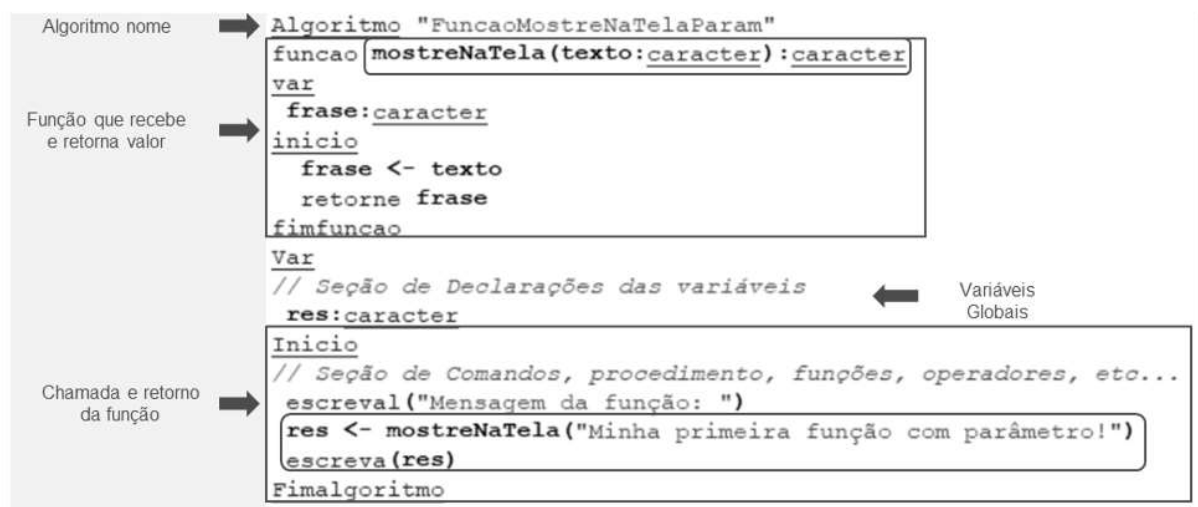 Algoritmo nome
Algoritmo "FuncaoMostreNaTelaParam"
funcao mostreNaTela(texto:caracter):caracter
var
frase:caracter
Função que recebe
e retorna valor
inicio
frase <- texto
retorne frase
fimfuncao
Var
// Seção de Declarações das variáveis
Variáveis
Globais
res:caracter
Inicio
// Seção de Comandos, procedimento, funções, operadores, etc...
Chamada e retorno
da função
escreval("Mensagem da função: ")
res <- mostreNaTela("Minha primeira função com parâmetro!")
escreva(res)
Fimalgoritmo